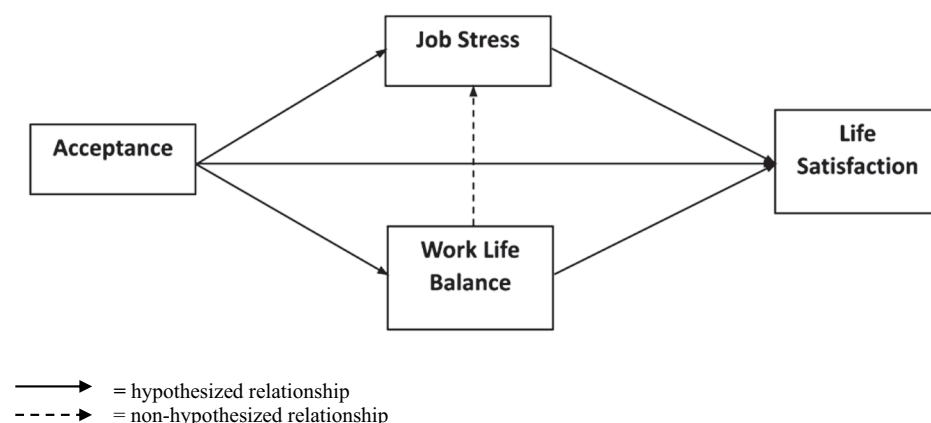 Job Stress
Acceptance
Life
Satisfaction
Work Life
Balance
= hypothesized relationship
= non-hypothesized relationship